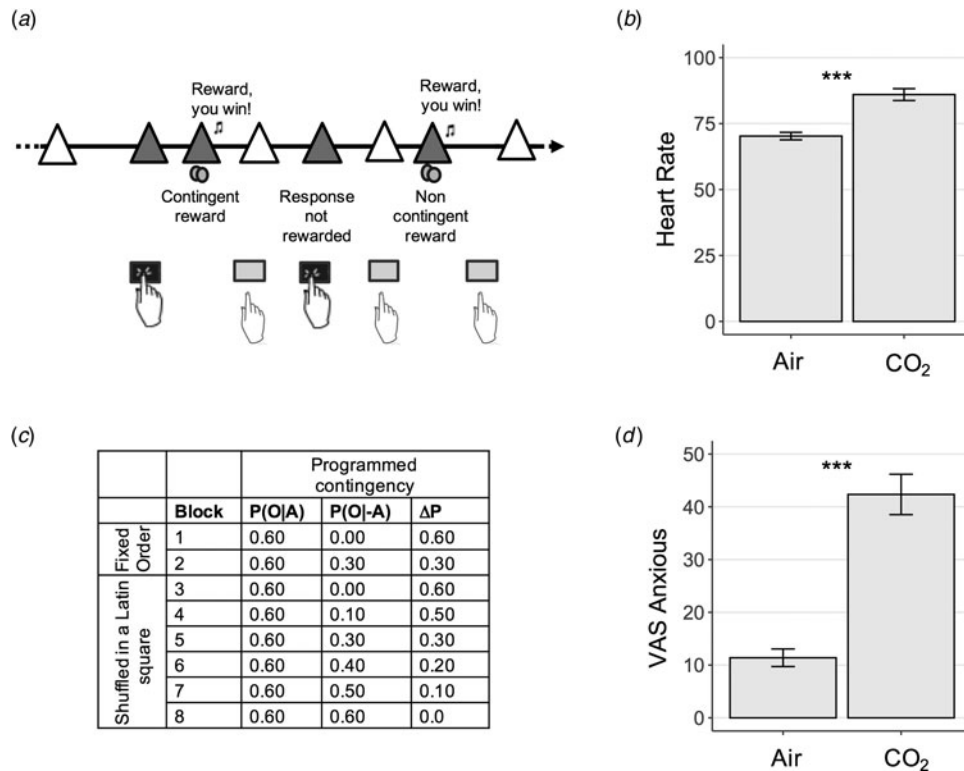 (a)
Reward,
you win!
Reward,
you win!
Contingent
reward
Response
not
rewarded
Non
contingent
reward
(b)
100
75
50
25
0
Heart Rate
***
Air
CO₂
(c)
Programmed
contingency
Block P(O|A) P(O|-A) ΔP
Fixed
Order
1 0.60 0.00 0.60
2 0.60 0.30 0.30
Shuffled in a Latin
square
3 0.60 0.00 0.60
4 0.60 0.10 0.50
5 0.60 0.30 0.30
6 0.60 0.40 0.20
7 0.60 0.50 0.10
8 0.60 0.60 0.0
(d)
50
40
30
20
10
0
VAS Anxious
***
Air
CO₂